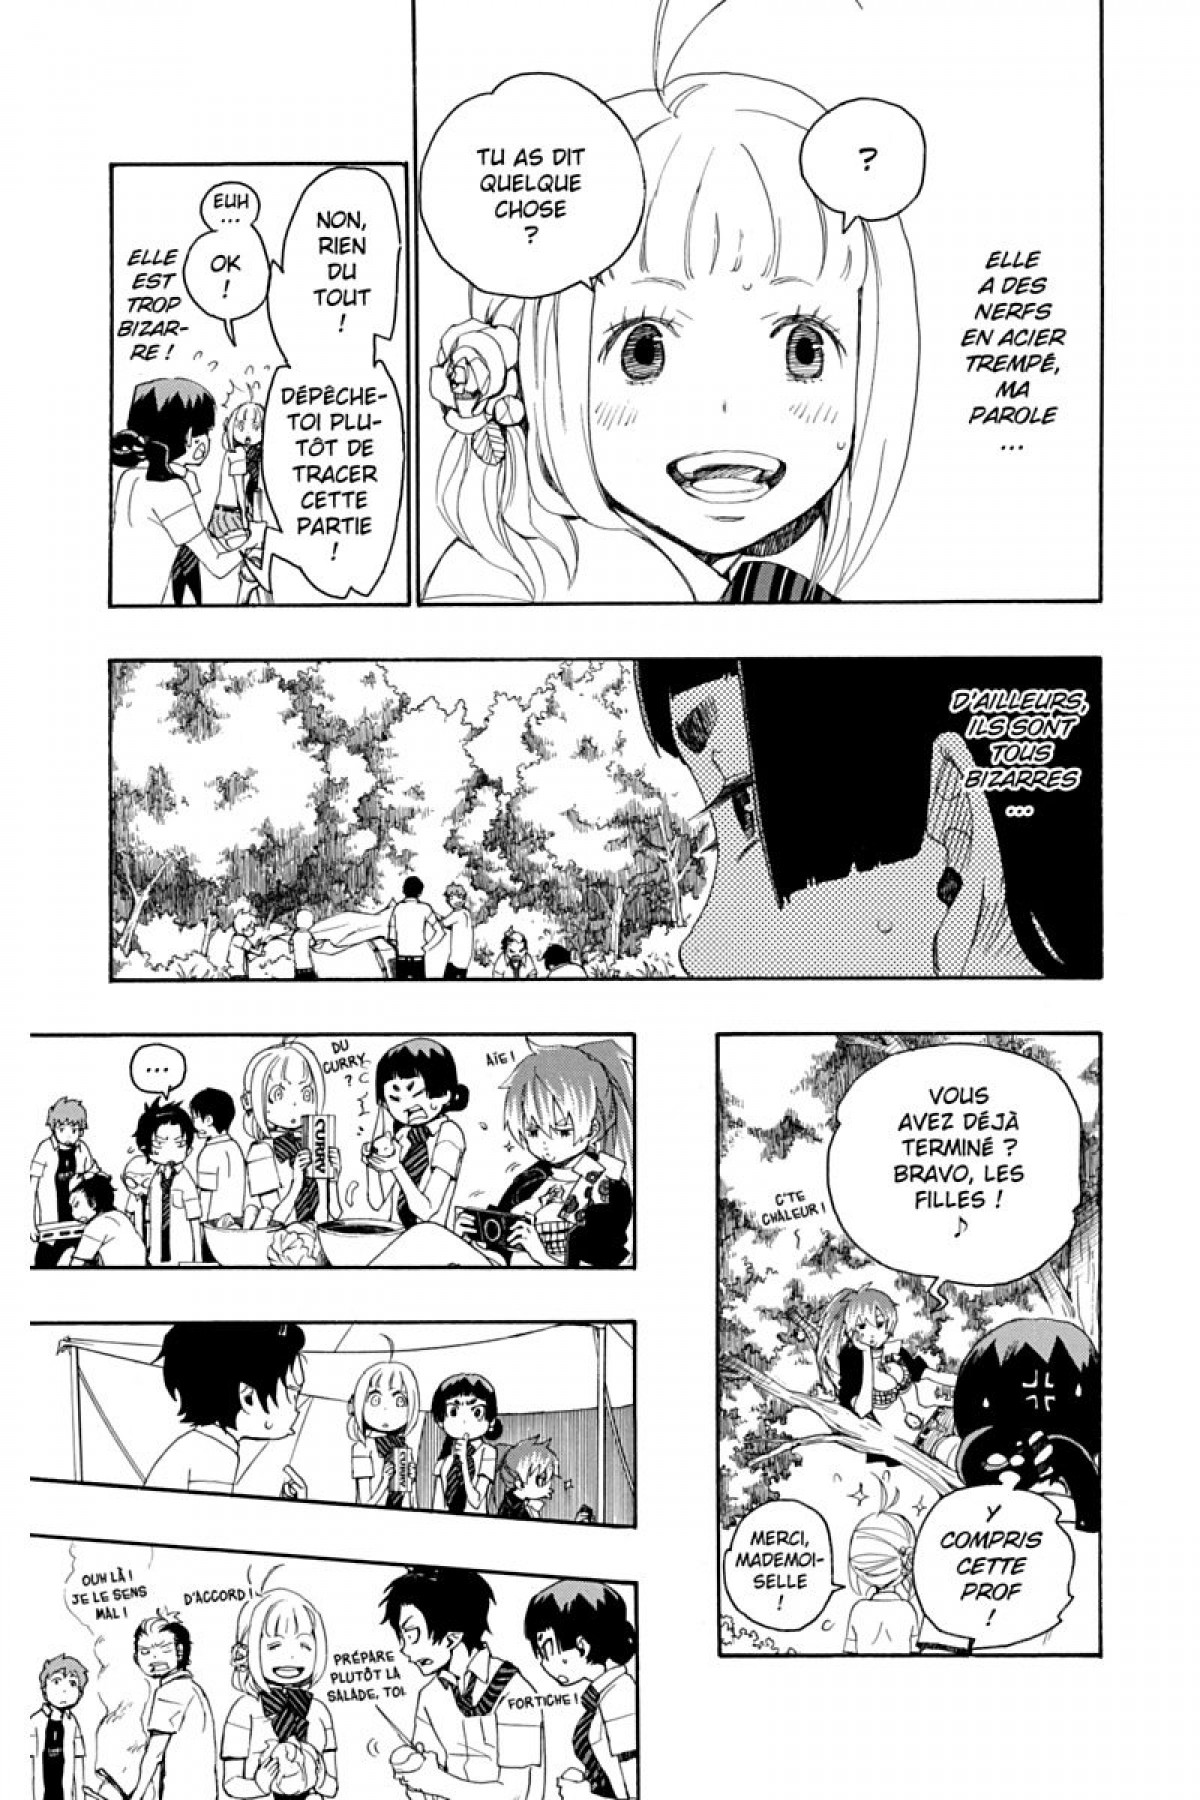 ELLE
A DES
NERFS
EN ACIER
TREMPÉ,
MA
PAROLE
...
?
TU AS DIT
QUELQUE
CHOSE
?
NON,
RIEN
DU
TOUT
!
DÉPÊCHE-
TOI PLU-
TÔT DE
TRACER
CETTE
PARTIE
!
EUH
...
OK
!
ELLE
EST
TROP
BIZAR-
RE !
D'AILLEURS,
ILS SONT
TOUS
BIZARRES
...
VOUS
AVEZ DÉJÀ
TERMINÉ ?
BRAVO, LES
FILLES !
♪
C'TE
CHALEUR !
Y
COMPRIS
CETTE
PROF
!
MERCI,
MADEMOI-
SELLE
!
AÏE !
DU
CURRY
?
CURRY
...
CURRY
FORTICHE !
PRÉPARE
PLUTÔT LA
SALADE, TOI.
D'ACCORD !
OUH LÀ !
JE LE SENS
MAL !